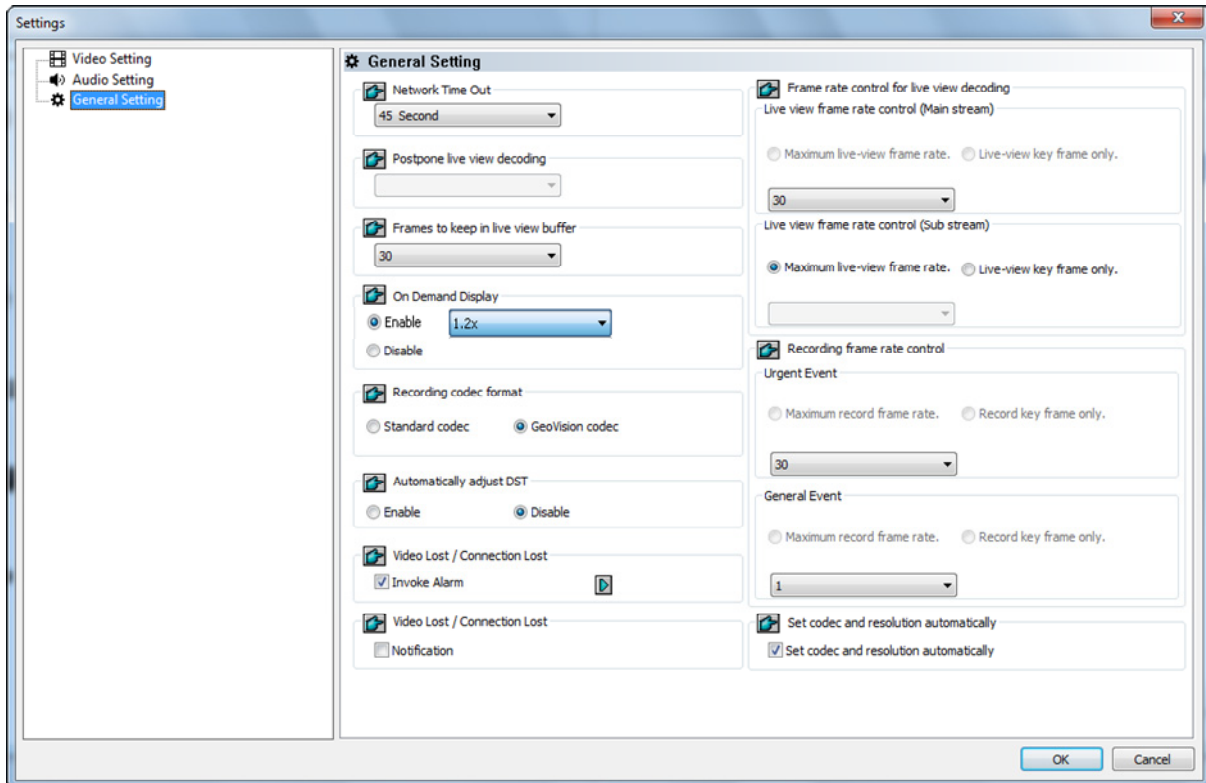 Settings
Video Setting
Audio Setting
General Setting
General Setting
Network Time Out
45 Second
Postpone live view decoding
Frames to keep in live view buffer
30
On Demand Display
Enable
1.2x
Disable
Recording codec format
Standard codec
GeoVision codec
Automatically adjust DST
Enable
Disable
Video Lost / Connection Lost
Invoke Alarm
Video Lost / Connection Lost
Notification
Frame rate control for live view decoding
Live view frame rate control (Main stream)
Maximum live-view frame rate.
Live-view key frame only.
30
Live view frame rate control (Sub stream)
Maximum live-view frame rate.
Live-view key frame only.
Recording frame rate control
Urgent Event
Maximum record frame rate.
Record key frame only.
30
General Event
Maximum record frame rate.
Record key frame only.
1
Set codec and resolution automatically
Set codec and resolution automatically
OK
Cancel